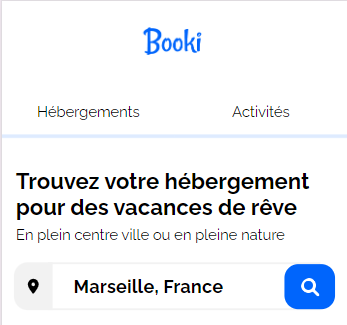 Booki
Hébergements Activités
Trouvez votre hébergement
pour des vacances de rêve
En plein centre ville ou en pleine nature
Marseille, France